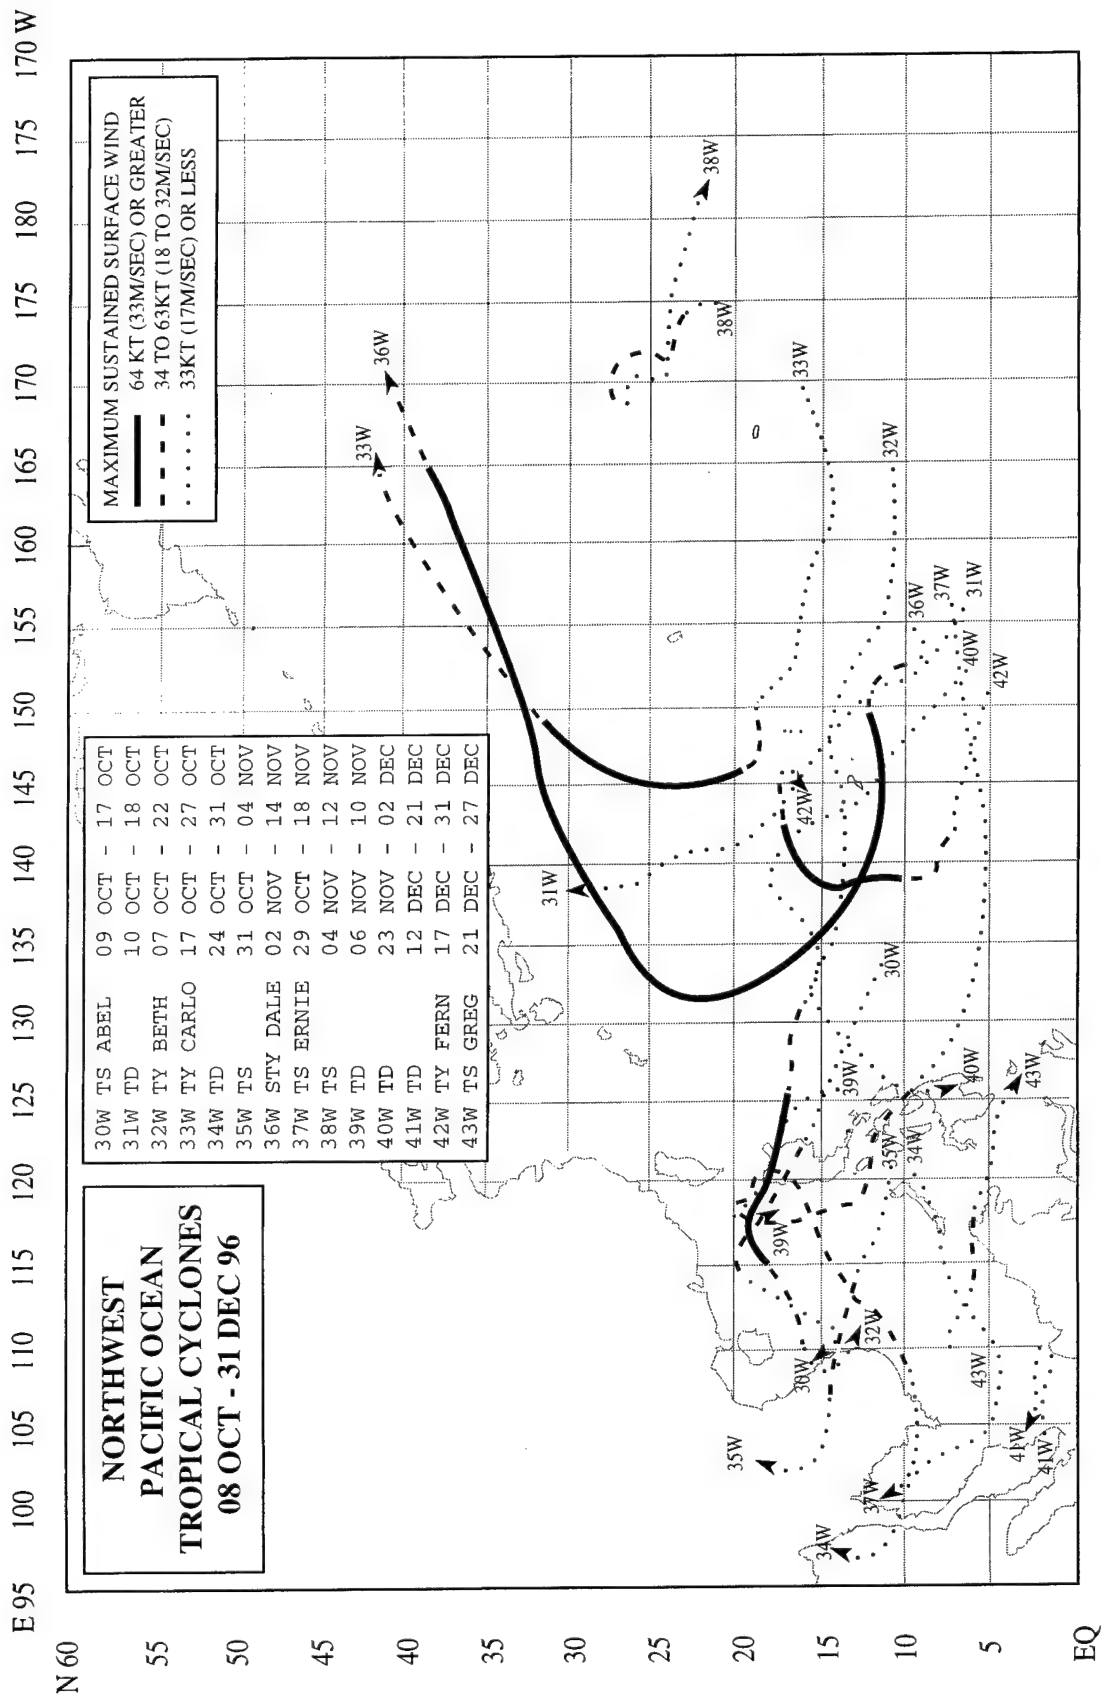 NORTHWEST
PACIFIC OCEAN
TROPICAL CYCLONES
08 OCT - 31 DEC 96
30W TS ABEL 09 OCT - 17 OCT
31W TD 10 OCT - 18 OCT
32W TY BETH 07 OCT - 22 OCT
33W TY CARLO 17 OCT - 27 OCT
34W TD 24 OCT - 31 OCT
35W TS 31 OCT - 04 NOV
36W STY DALE 02 NOV - 14 NOV
37W TS ERNIE 29 OCT - 18 NOV
38W TS 04 NOV - 12 NOV
39W TD 06 NOV - 10 NOV
40W TD 23 NOV - 02 DEC
41W TD 12 DEC - 21 DEC
42W TY FERN 17 DEC - 31 DEC
43W TS GREG 21 DEC - 27 DEC
MAXIMUM SUSTAINED SURFACE WIND
64 KT (33M/SEC) OR GREATER
34 TO 63KT (18 TO 32M/SEC)
33KT (17M/SEC) OR LESS
E 95
100
105
110
115
120
125
130
135
140
145
150
155
160
165
170
175
180
175
170 W
N 60
55
50
45
40
35
30
25
20
15
10
5
EQ
33W
36W
31W
38W
38W
33W
32W
42W
36W
37W
31W
40W
42W
30W
39W
39W
35W
34W
40W
43W
30W
32W
43W
35W
37W
34W
41W
41W